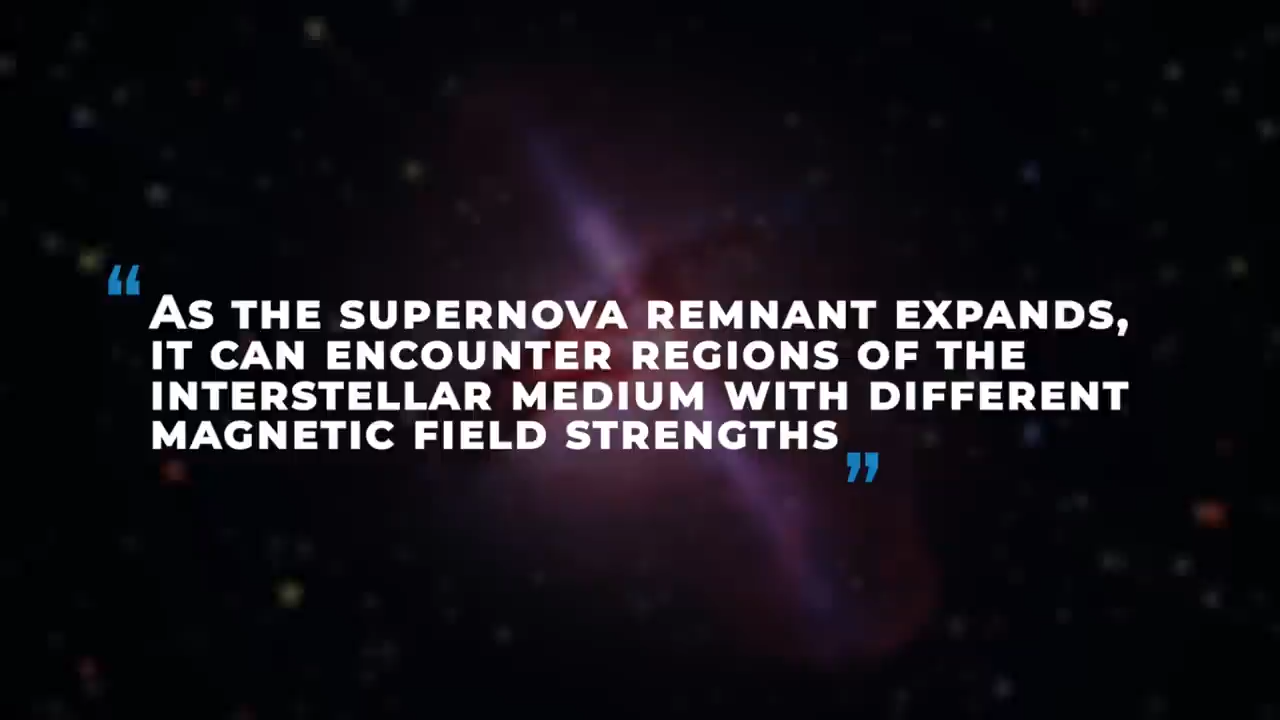 “AS THE SUPERNOVA REMNANT EXPANDS,
IT CAN ENCOUNTER REGIONS OF THE
INTERSTELLAR MEDIUM WITH DIFFERENT
MAGNETIC FIELD STRENGTHS”